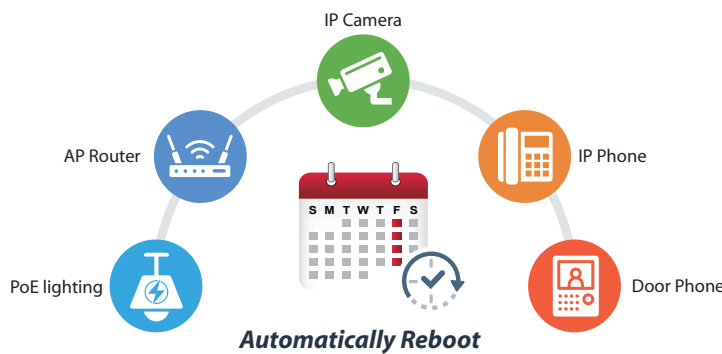 IP Camera
AP Router
IP Phone
S M T W T F S
PoE lighting
Door Phone
Automatically Reboot